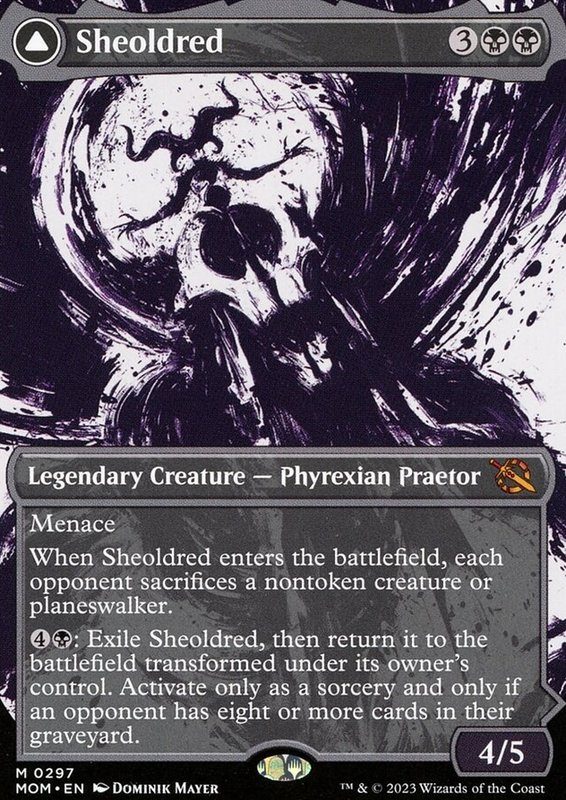 Sheoldred 3
Legendary Creature — Phyrexian Praetor
Menace
When Sheoldred enters the battlefield, each
opponent sacrifices a nontoken creature or
planeswalker.
4: Exile Sheoldred, then return it to the
battlefield transformed under its owner's
control. Activate only as a sorcery and only if
an opponent has eight or more cards in their
graveyard.
4/5
M 0297
MOM • EN Dominik Mayer
™ & © 2023 Wizards of the Coast